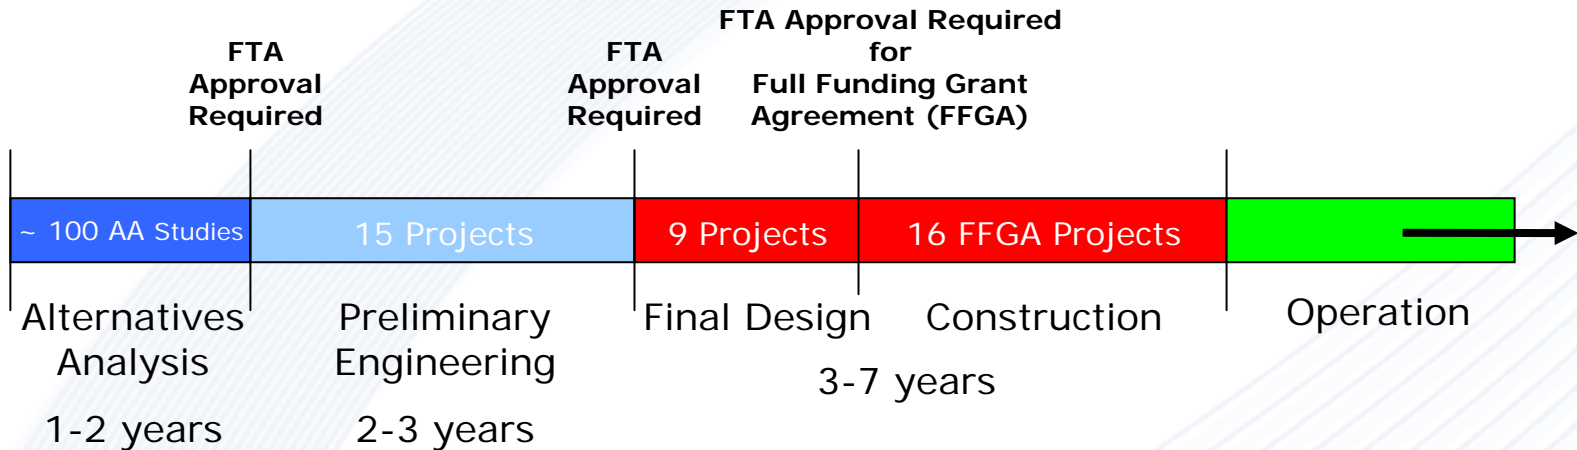 FTA
Approval
Required
FTA
Approval
Required
FTA Approval Required
for
Full Funding Grant
Agreement (FFGA)
~ 100 AA Studies
15 Projects
9 Projects
16 FFGA Projects
Alternatives
Analysis
1-2 years
Preliminary
Engineering
2-3 years
Final Design
Construction
3-7 years
Operation